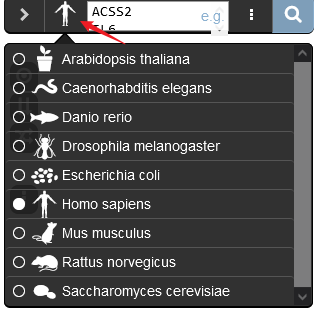 ACSS2
e.g.
Arabidopsis thaliana
Caenorhabditis elegans
Danio rerio
Drosophila melanogaster
Escherichia coli
Homo sapiens
Mus musculus
Rattus norvegicus
Saccharomyces cerevisiae